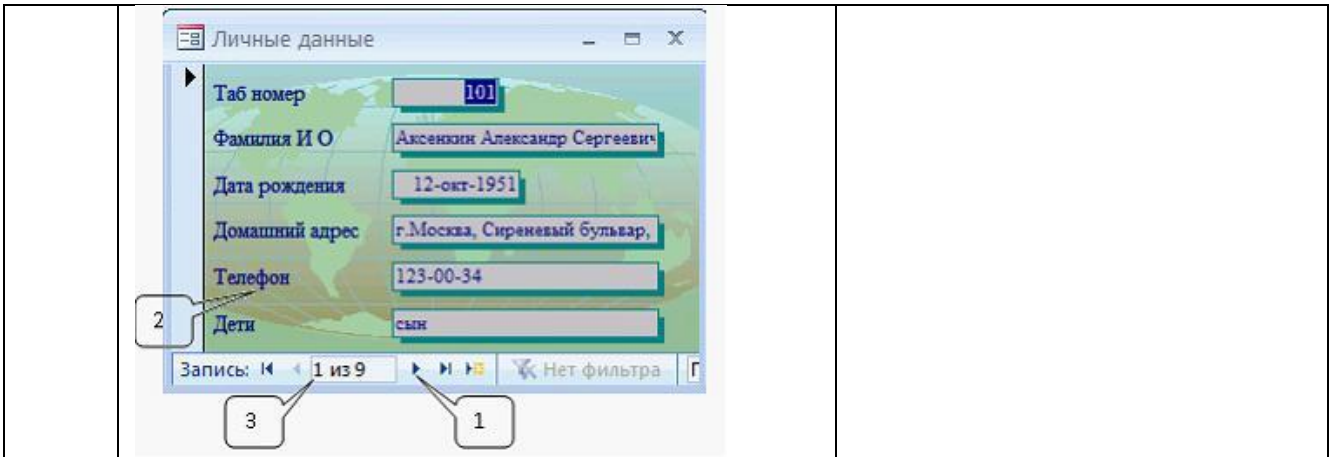 Личные данные
Таб номер 101
Фамилия И О Аксенкин Александр Сергеевич
Дата рождения 12-окт-1951
Домашний адрес г.Москва, Сиреневый бульвар,
Телефон 123-00-34
2
Дети сын
Запись: 1 из 9 Нет фильтра П
3 1